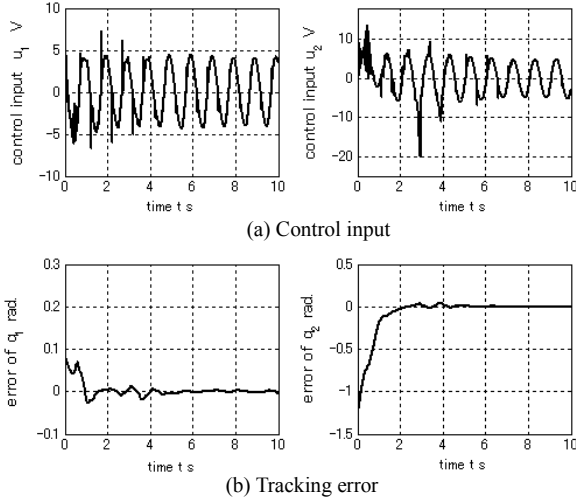 control input u1 V
10
5
0
-5
-10
0 2 4 6 8 10
time t s
control input u2 V
20
10
0
-10
-20
0 2 4 6 8 10
time t s
(a) Control input
error of q1 rad.
0.3
0.2
0.1
0
-0.1
0 2 4 6 8 10
time t s
error of q2 rad.
0.5
0
-0.5
-1
-1.5
0 2 4 6 8 10
time t s
(b) Tracking error